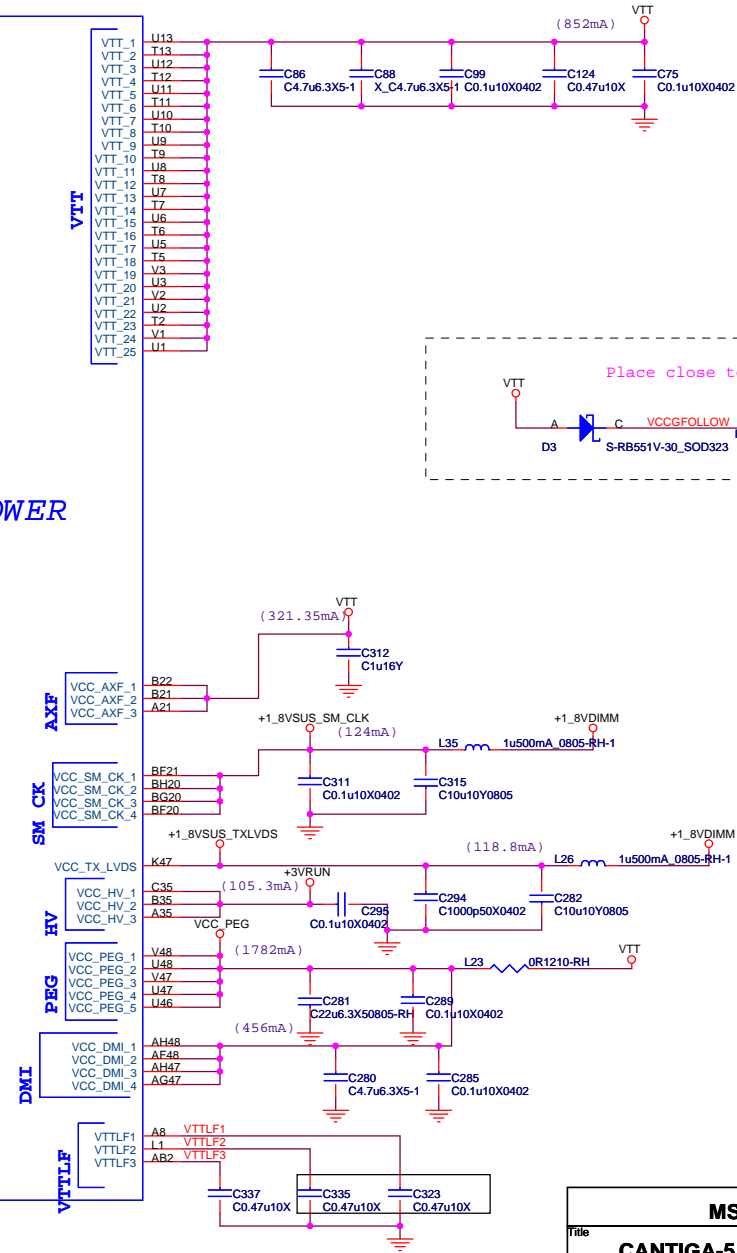 VTT
(852mA)
VTT_1 U13
VTT_2 T13
VTT_3 U12
VTT_4 T12
VTT_5 U11
VTT_6 T11
VTT_7 U10
VTT_8 T10
VTT_9 U9
VTT_10 T9
VTT_11 U8
VTT_12 T8
VTT_13 U7
VTT_14 T7
VTT_15 U6
VTT_16 T6
VTT_17 U5
VTT_18 T5
VTT_19 V3
VTT_20 U3
VTT_21 V2
VTT_22 U2
VTT_23 T2
VTT_24 V1
VTT_25 U1
VTT
C86
C4.7u6.3X5-1
C88
X_C4.7u6.3X5-1
C99
C0.1u10X0402
C124
C0.47u10X
C75
C0.1u10X0402
Place close t
VTT
A
C
VCCGFOLLOW
D3
S-RB551V-30_SOD323
OWER
VTT
(321.35mA)
C312
C1u16Y
AXF
VCC_AXF_1 B22
VCC_AXF_2 B21
VCC_AXF_3 A21
+1_8VSUS_SM_CLK
(124mA)
+1_8VDIMM
L35
1u500mA_0805-RH-1
SM CK
VCC_SM_CK_1 BF21
VCC_SM_CK_2 BH20
VCC_SM_CK_3 BG20
VCC_SM_CK_4 BF20
C311
C0.1u10X0402
C315
C10u10Y0805
+1_8VSUS_TXLVDS
(118.8mA)
+1_8VDIMM
L26
1u500mA_0805-RH-1
VCC_TX_LVDS K47
HV
VCC_HV_1 C35
VCC_HV_2 B35
VCC_HV_3 A35
(105.3mA)
+3VRUN
C295
C0.1u10X0402
C294
C1000p50X0402
C282
C10u10Y0805
VCC_PEG
(1782mA)
PEG
VCC_PEG_1 V48
VCC_PEG_2 U48
VCC_PEG_3 V47
VCC_PEG_4 U47
VCC_PEG_5 U46
L23
0R1210-RH
VTT
C281
C22u6.3X50805-RH
C289
C0.1u10X0402
(456mA)
DMI
VCC_DMI_1 AH48
VCC_DMI_2 AF48
VCC_DMI_3 AH47
VCC_DMI_4 AG47
C280
C4.7u6.3X5-1
C285
C0.1u10X0402
VTTLF
VTTLF1 A8 VTTLF1
VTTLF2 L1 VTTLF2
VTTLF3 AB2 VTTLF3
C337
C0.47u10X
C335
C0.47u10X
C323
C0.47u10X
MS
Title
CANTIGA-5